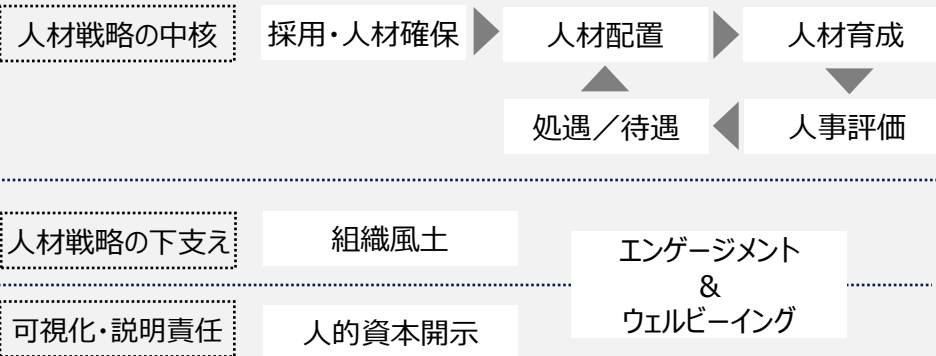 人材戦略の中核
採用・人材確保
人材配置
人材育成
処遇／待遇
人事評価
人材戦略の下支え
組織風土
エンゲージメント
&
ウェルビーイング
可視化・説明責任
人的資本開示